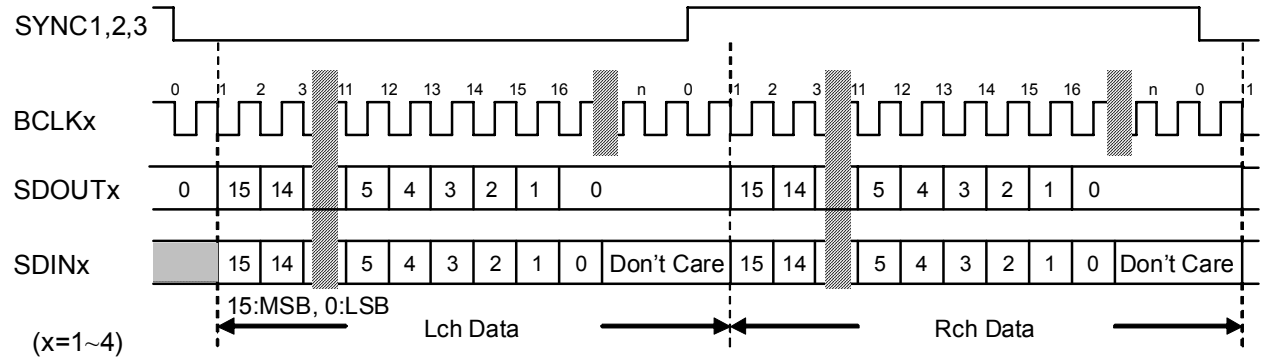 SYNC1,2,3
0 1 2 3 11 12 13 14 15 16 n 0 1 2 3 11 12 13 14 15 16 n 0 1
BCLKx
SDOUTx 0 15 14 5 4 3 2 1 0 15 14 5 4 3 2 1 0
SDINx 15 14 5 4 3 2 1 0 Don't Care 15 14 5 4 3 2 1 0 Don't Care
15:MSB, 0:LSB
Lch Data Rch Data
(x=1~4)